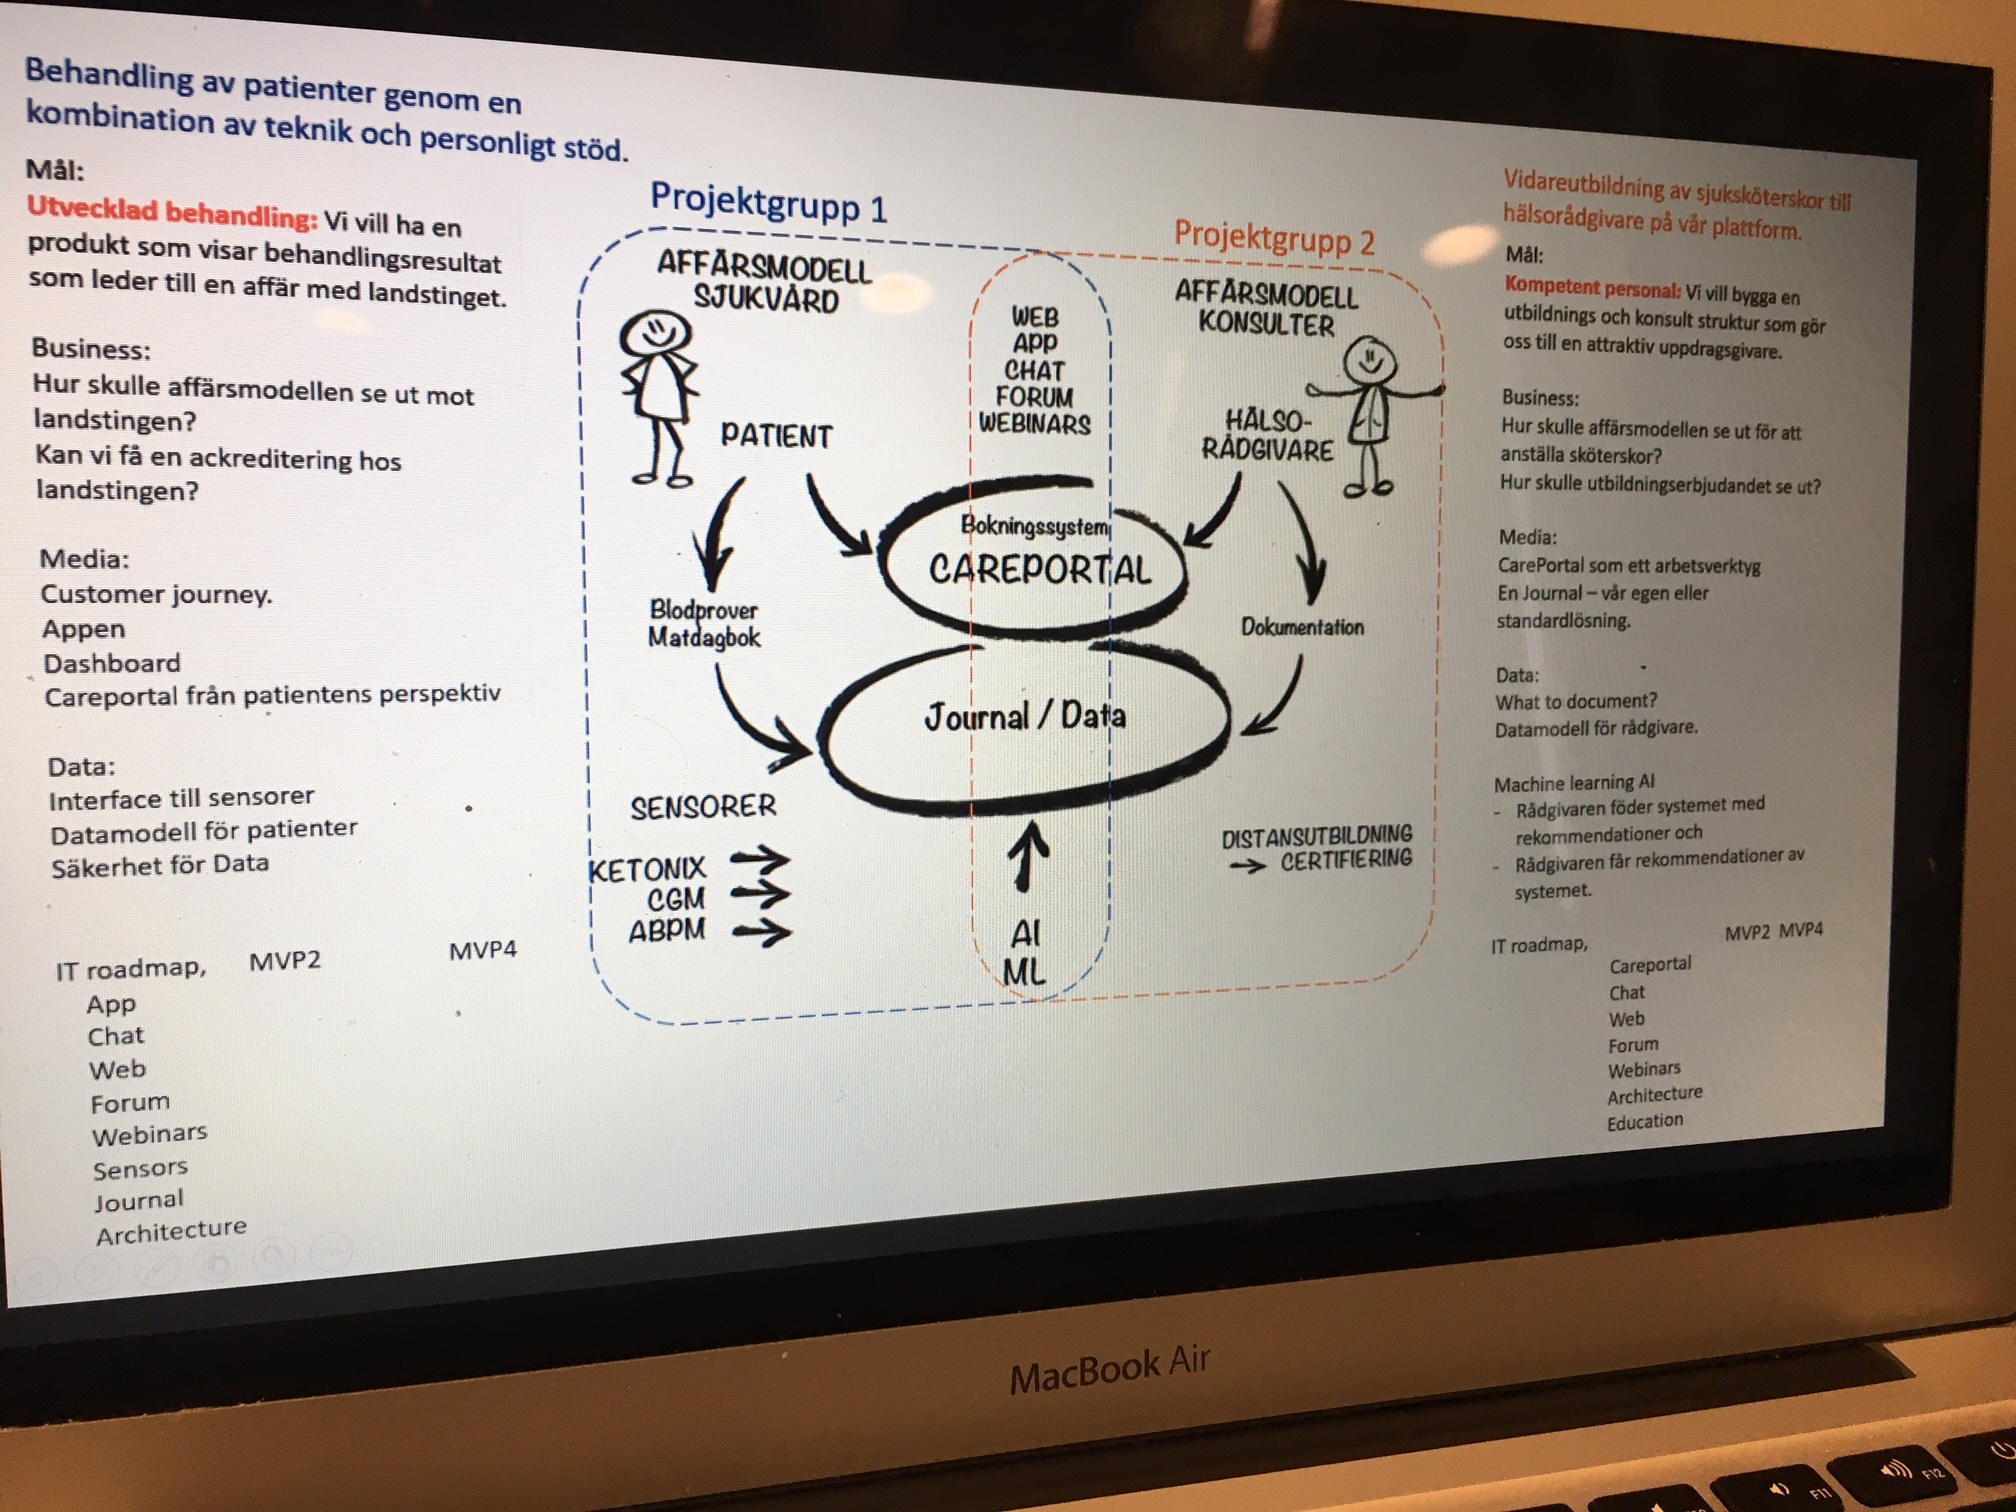 Behandling av patienter genom en
kombination av teknik och personligt stöd.
Mål:
Utvecklad behandling: Vi vill ha en
produkt som visar behandlingsresultat
som leder till en affär med landstinget.
Business:
Hur skulle affärsmodellen se ut mot
landstingen?
Kan vi få en ackreditering hos
landstingen?
Media:
Customer journey.
Appen
Dashboard
Careportal från patientens perspektiv
Data:
Interface till sensorer
Datamodell för patienter
Säkerhet för Data
IT roadmap, MVP2 MVP4
App
Chat
Web
Forum
Webinars
Sensors
Journal
Architecture
Projektgrupp 1
AFFÄRSMODELL
SJUKVÅRD
PATIENT
Blodprover
Matdagbok
SENSORER
KETONIX
CGM
ABPM
WEB
APP
CHAT
FORUM
WEBINARS
Bokningssystem
CAREPORTAL
Journal / Data
AI
ML
Projektgrupp 2
AFFÄRSMODELL
KONSULTER
HÄLSO-
RÅDGIVARE
Dokumentation
DISTANSUTBILDNING
→ CERTIFIERING
Vidareutbildning av sjuksköterskor till
hälsorådgivare på vår plattform.
Mål:
Kompetent personal: Vi vill bygga en
utbildnings och konsult struktur som gör
oss till en attraktiv uppdragsgivare.
Business:
Hur skulle affärsmodellen se ut för att
anställa sköterskor?
Hur skulle utbildningserbjudandet se ut?
Media:
CarePortal som ett arbetsverktyg
En Journal – vår egen eller
standardlösning.
Data:
What to document?
Datamodell för rådgivare.
Machine learning AI
- Rådgivaren föder systemet med
rekommendationer och
- Rådgivaren får rekommendationer av
systemet.
IT roadmap, MVP2 MVP4
Careportal
Chat
Web
Forum
Webinars
Architecture
Education
MacBook Air
F11
F12